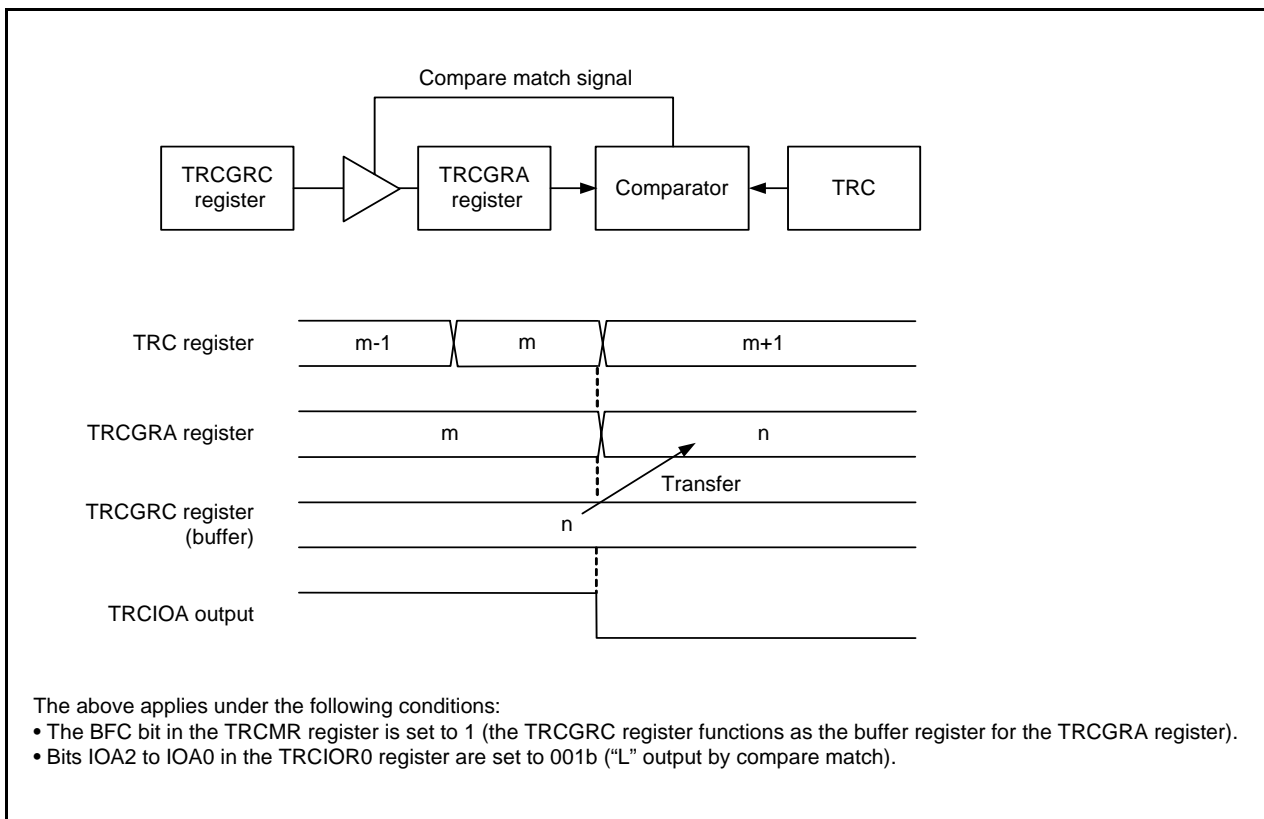 Compare match signal
TRCGRC
register
TRCGRA
register
Comparator
TRC
TRC register
m-1
m
m+1
TRCGRA register
m
n
Transfer
TRCGRC register
(buffer)
n
TRCIOA output
The above applies under the following conditions:
• The BFC bit in the TRCMR register is set to 1 (the TRCGRC register functions as the buffer register for the TRCGRA register).
• Bits IOA2 to IOA0 in the TRCIOR0 register are set to 001b (“L” output by compare match).